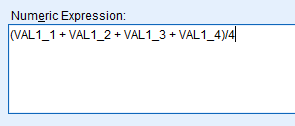 Numeric Expression:
(VAL1_1 + VAL1_2 + VAL1_3 + VAL1_4)/4